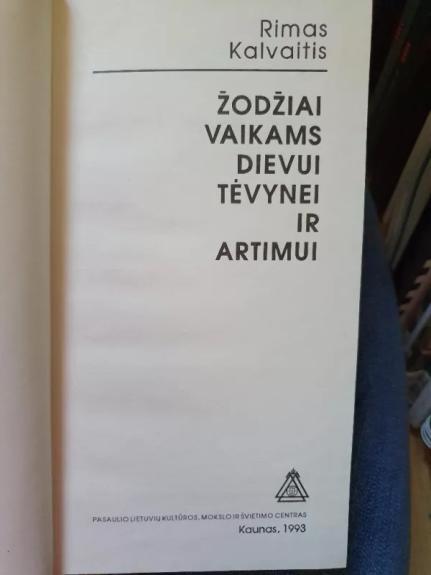 Rimas
Kalvaitis
ŽODŽIAI
VAIKAMS
DIEVUI
TĖVYNEI
IR
ARTIMUI
PASAULIO LIETUVIŲ KULTŪROS, MOKSLO IR ŠVIETIMO CENTRAS
Kaunas, 1993